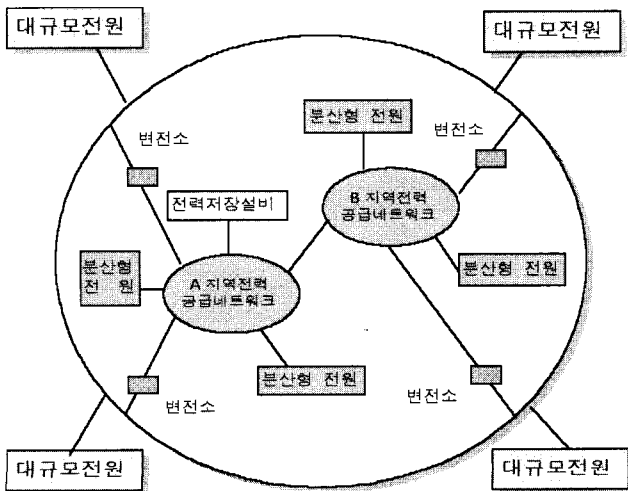 대규모전원
대규모전원
분산형 전원
변전소
변전소
전력저장설비
B 지역전력
공급네트워크
분산형
전 원
A 지역전력
공급네트워크
분산형 전원
분산형 전원
변전소
변전소
대규모전원
대규모전원